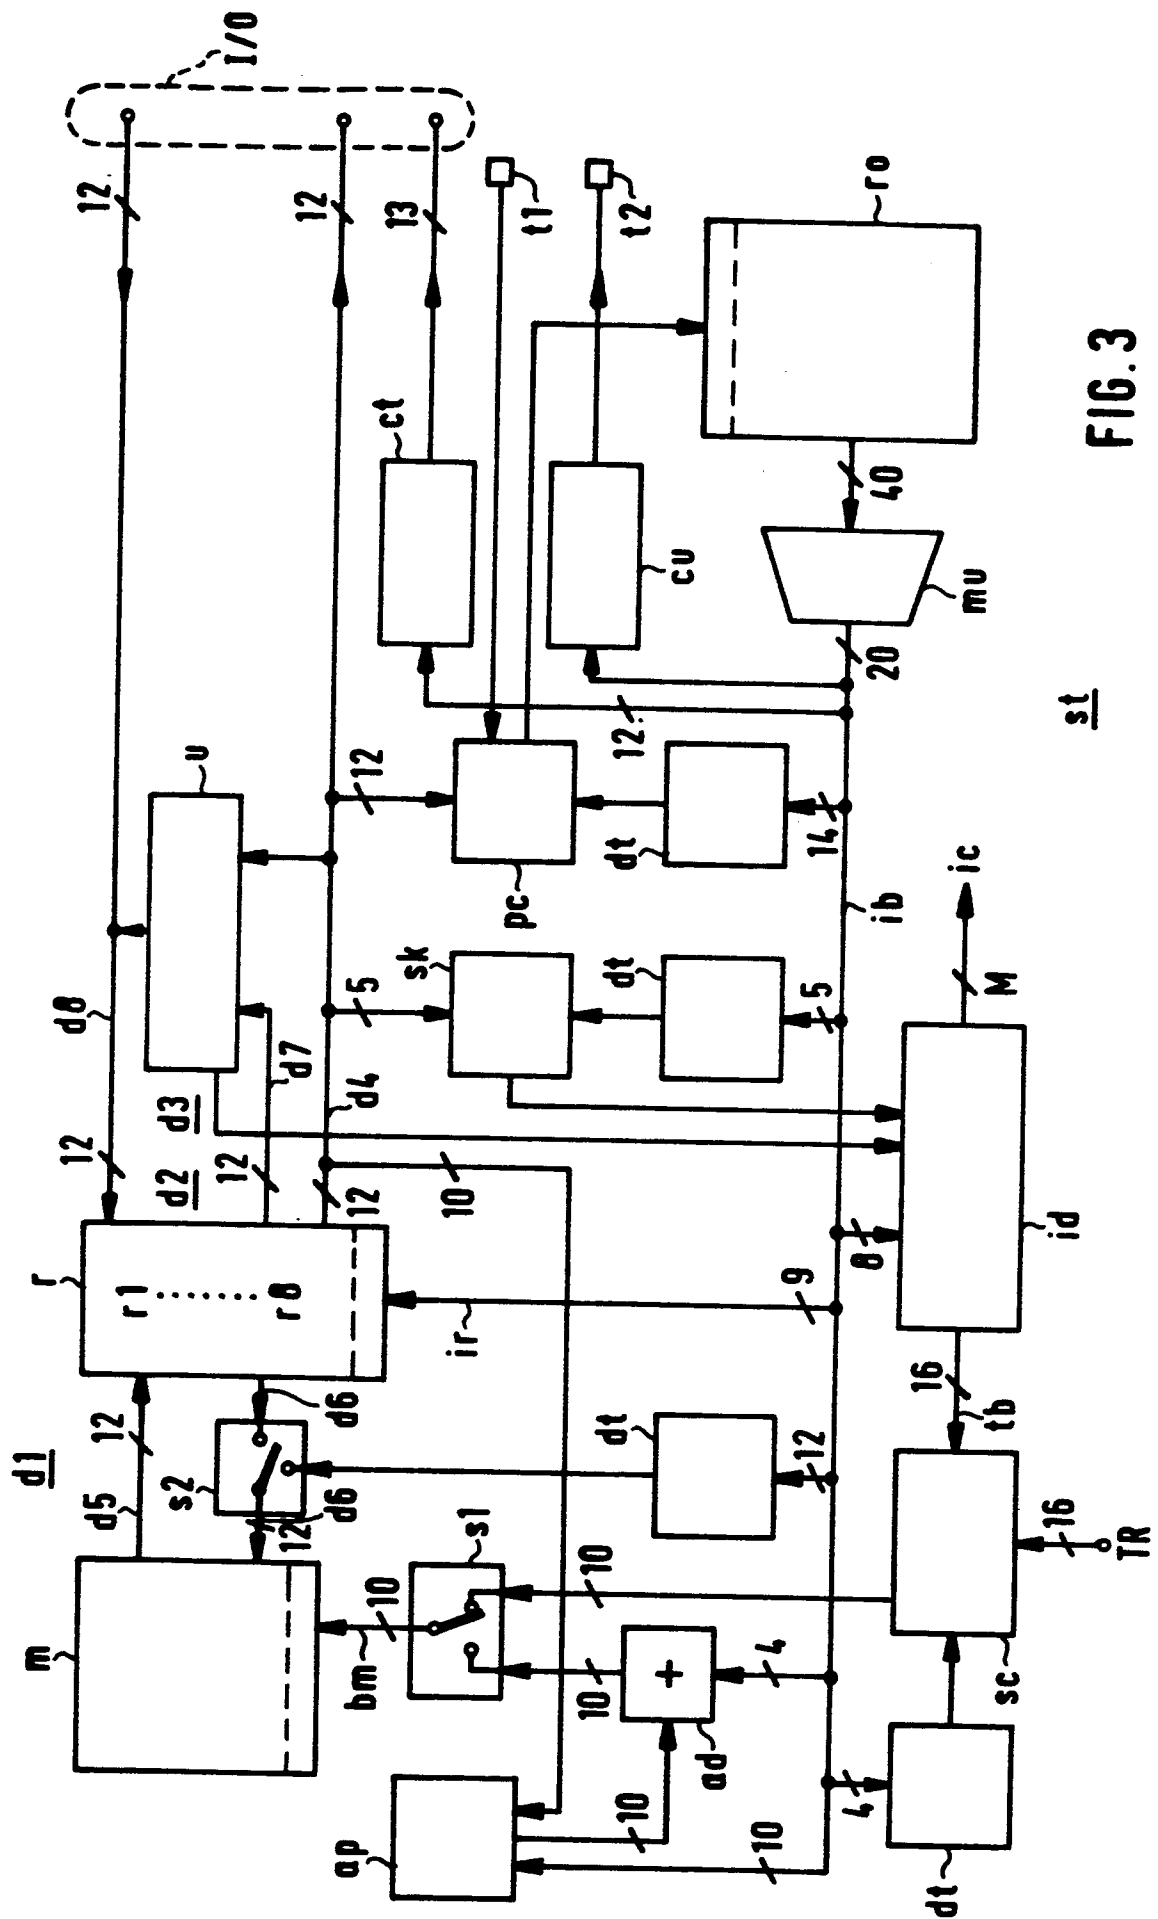 I/O
12
12
13
t1
t2
ro
FIG. 3
ct
cu
40
mu
20
st
u
12
12
pc
dt
14
ib
ic
d8
d7
d3
d4
5
sk
dt
5
M
12
d2
12
12
10
id
8
9
r
r1 ....... r8
ir
16
tb
d1
12
d5
d6
s2
12
d6
dt
12
s1
10
10
bm
16
TR
m
10
+
4
sc
ad
ap
10
10
4
dt